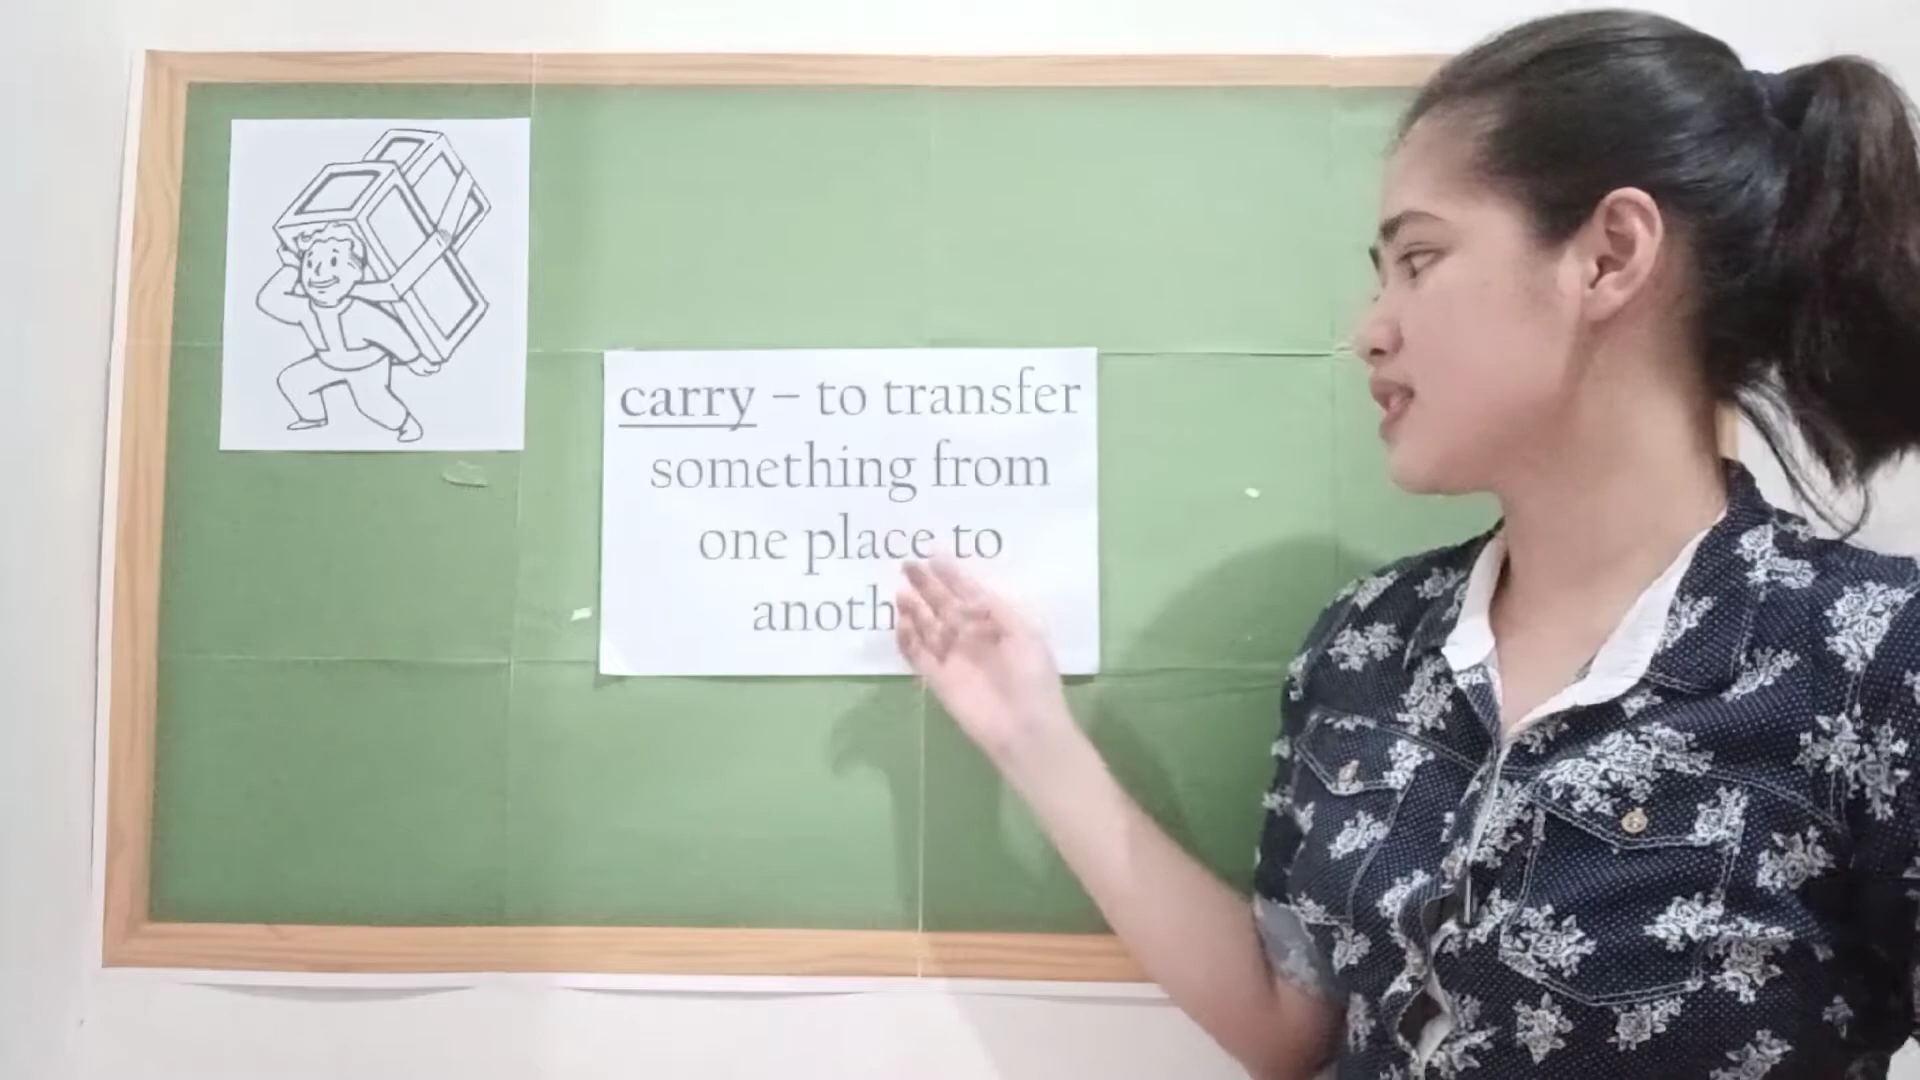 carry – to transfer
something from
one place to
anoth